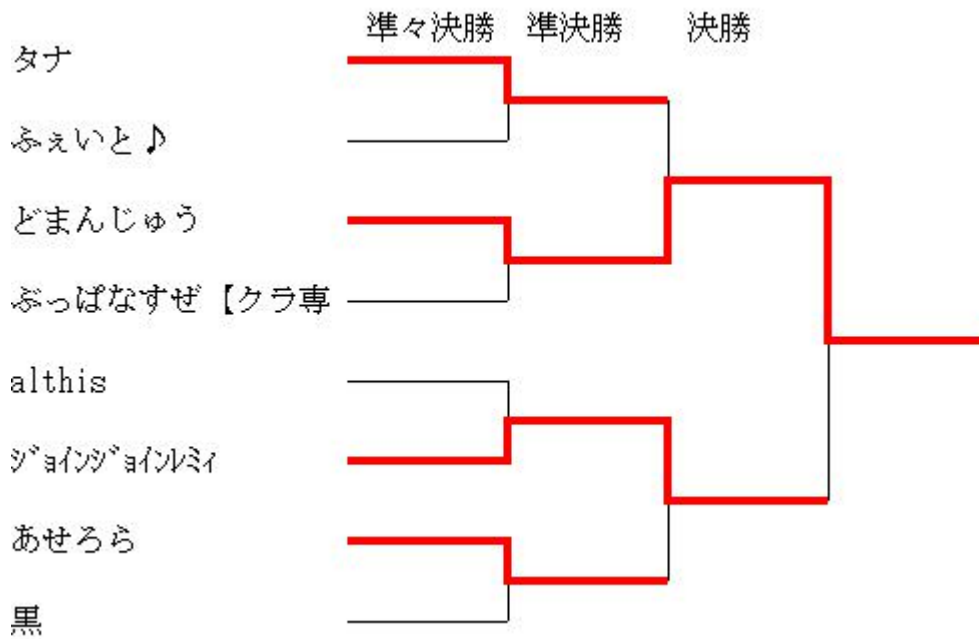 準々決勝 準決勝 決勝
タナ
ふぇいと♪
どまんじゅう
ぶっぱなすぜ【クラ専
althis
ｼﾞｮｲﾝｼﾞｮｲﾝﾚﾐｨ
あせろら
黒